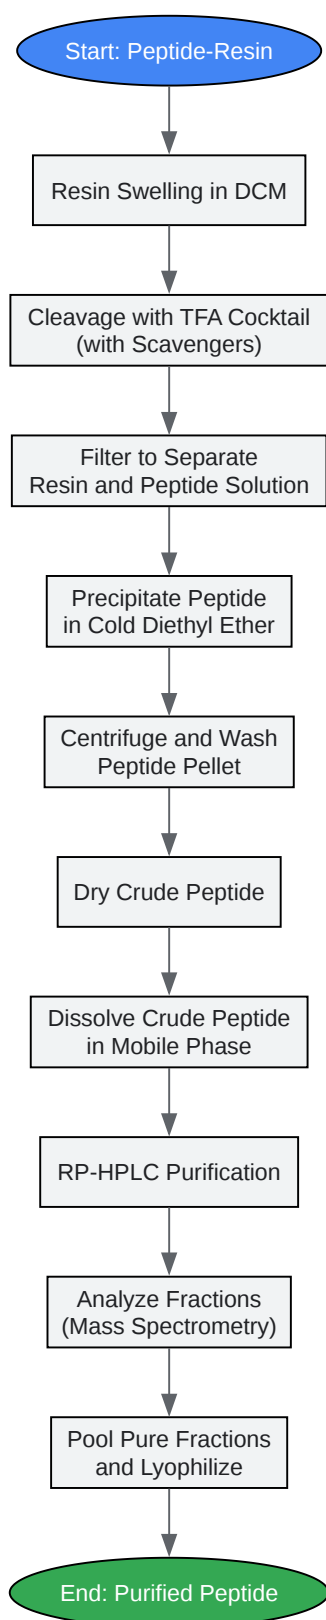 Start: Peptide-Resin
Resin Swelling in DCM
Cleavage with TFA Cocktail
(with Scavengers)
Filter to Separate
Resin and Peptide Solution
Precipitate Peptide
in Cold Diethyl Ether
Centrifuge and Wash
Peptide Pellet
Dry Crude Peptide
Dissolve Crude Peptide
in Mobile Phase
RP-HPLC Purification
Analyze Fractions
(Mass Spectrometry)
Pool Pure Fractions
and Lyophilize
End: Purified Peptide